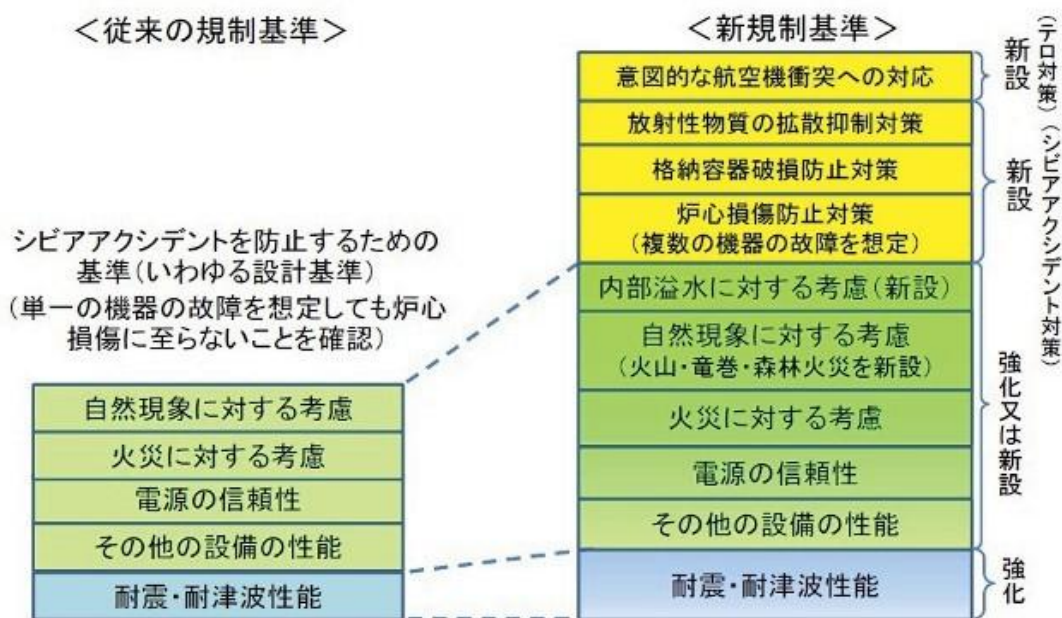 ＜従来の規制基準＞
シビアアクシデントを防止するための
基準(いわゆる設計基準)
(単一の機器の故障を想定しても炉心
損傷に至らないことを確認)
自然現象に対する考慮
火災に対する考慮
電源の信頼性
その他の設備の性能
耐震・耐津波性能
＜新規制基準＞
意図的な航空機衝突への対応
放射性物質の拡散抑制対策
格納容器破損防止対策
炉心損傷防止対策
(複数の機器の故障を想定)
内部溢水に対する考慮(新設)
自然現象に対する考慮
(火山・竜巻・森林火災を新設)
火災に対する考慮
電源の信頼性
その他の設備の性能
耐震・耐津波性能
新設
(テロ対策)
新設
(シビアアクシデント対策)
強化又は新設
強化